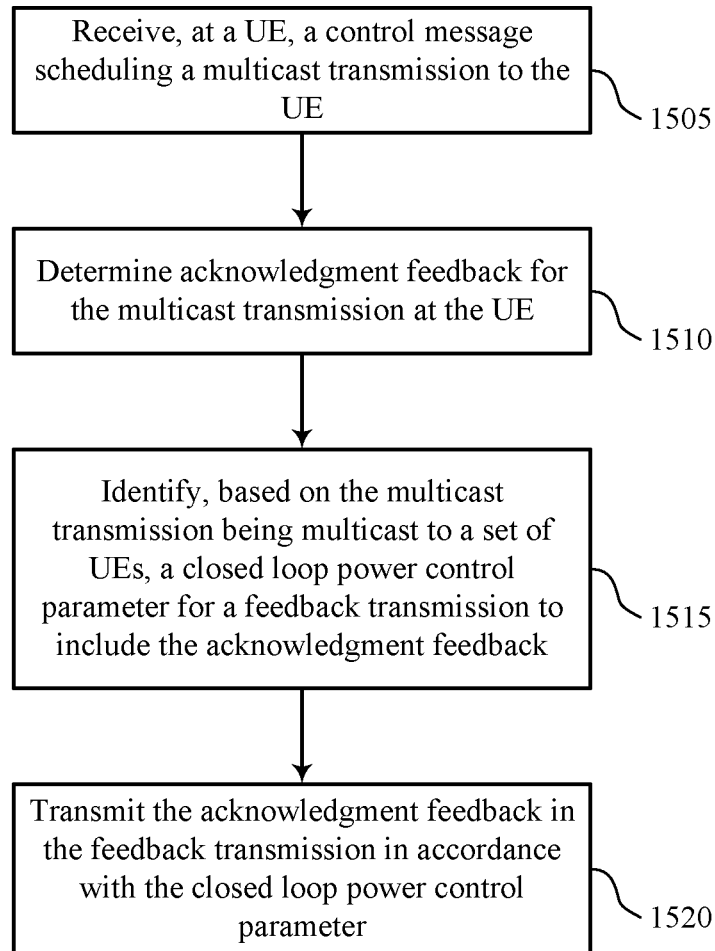 Receive, at a UE, a control message
scheduling a multicast transmission to the
UE
1505
Determine acknowledgment feedback for
the multicast transmission at the UE
1510
Identify, based on the multicast
transmission being multicast to a set of
UEs, a closed loop power control
parameter for a feedback transmission to
include the acknowledgment feedback
1515
Transmit the acknowledgment feedback in
the feedback transmission in accordance
with the closed loop power control
parameter
1520